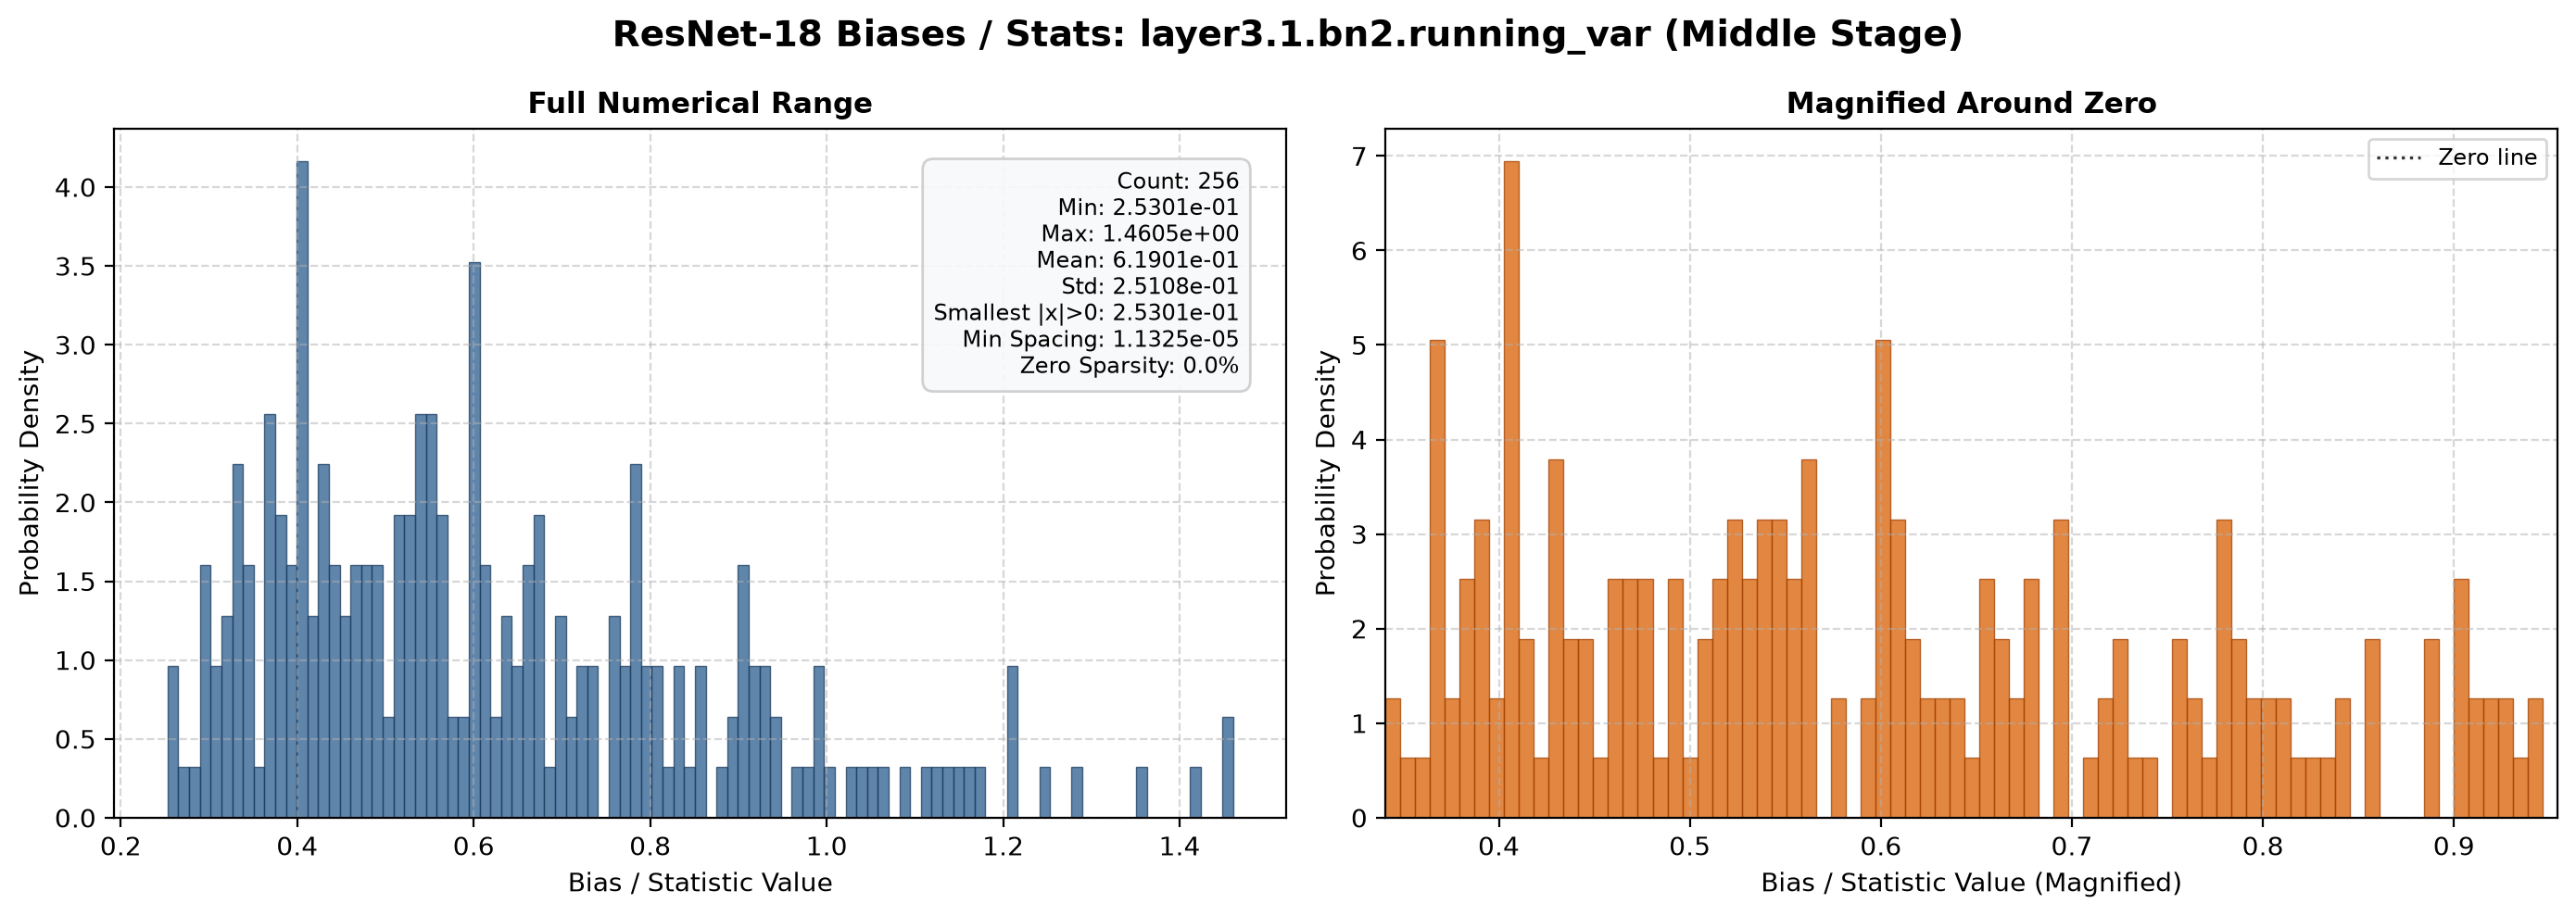 ResNet-18 Biases / Stats: layer3.1.bn2.running_var (Middle Stage)
Full Numerical Range
Probability Density
4.0
3.5
3.0
2.5
2.0
1.5
1.0
0.5
0.0
0.2 0.4 0.6 0.8 1.0 1.2 1.4
Bias / Statistic Value
Count: 256
Min: 2.5301e-01
Max: 1.4605e+00
Mean: 6.1901e-01
Std: 2.5108e-01
Smallest |x|>0: 2.5301e-01
Min Spacing: 1.1325e-05
Zero Sparsity: 0.0%
Magnified Around Zero
Probability Density
7
6
5
4
3
2
1
0
0.4 0.5 0.6 0.7 0.8 0.9
Bias / Statistic Value (Magnified)
Zero line